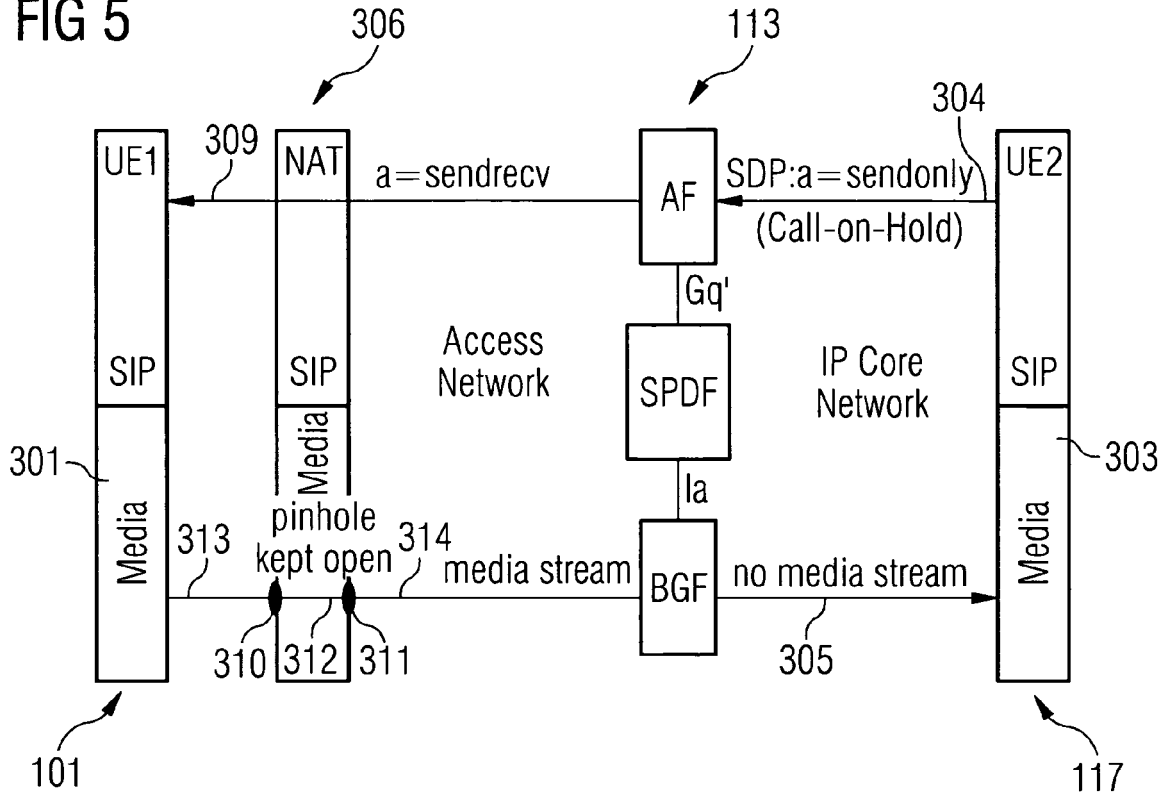 FIG 5
306
113
304
309
UE1
NAT
a=sendrecv
AF
SDP:a=sendonly
(Call-on-Hold)
UE2
Gq'
Access
Network
IP Core
Network
SIP
SIP
SPDF
SIP
301
Media
Media
303
Media
Ia
pinhole
kept open
313
314
media stream
BGF
no media stream
310
312
311
305
101
117